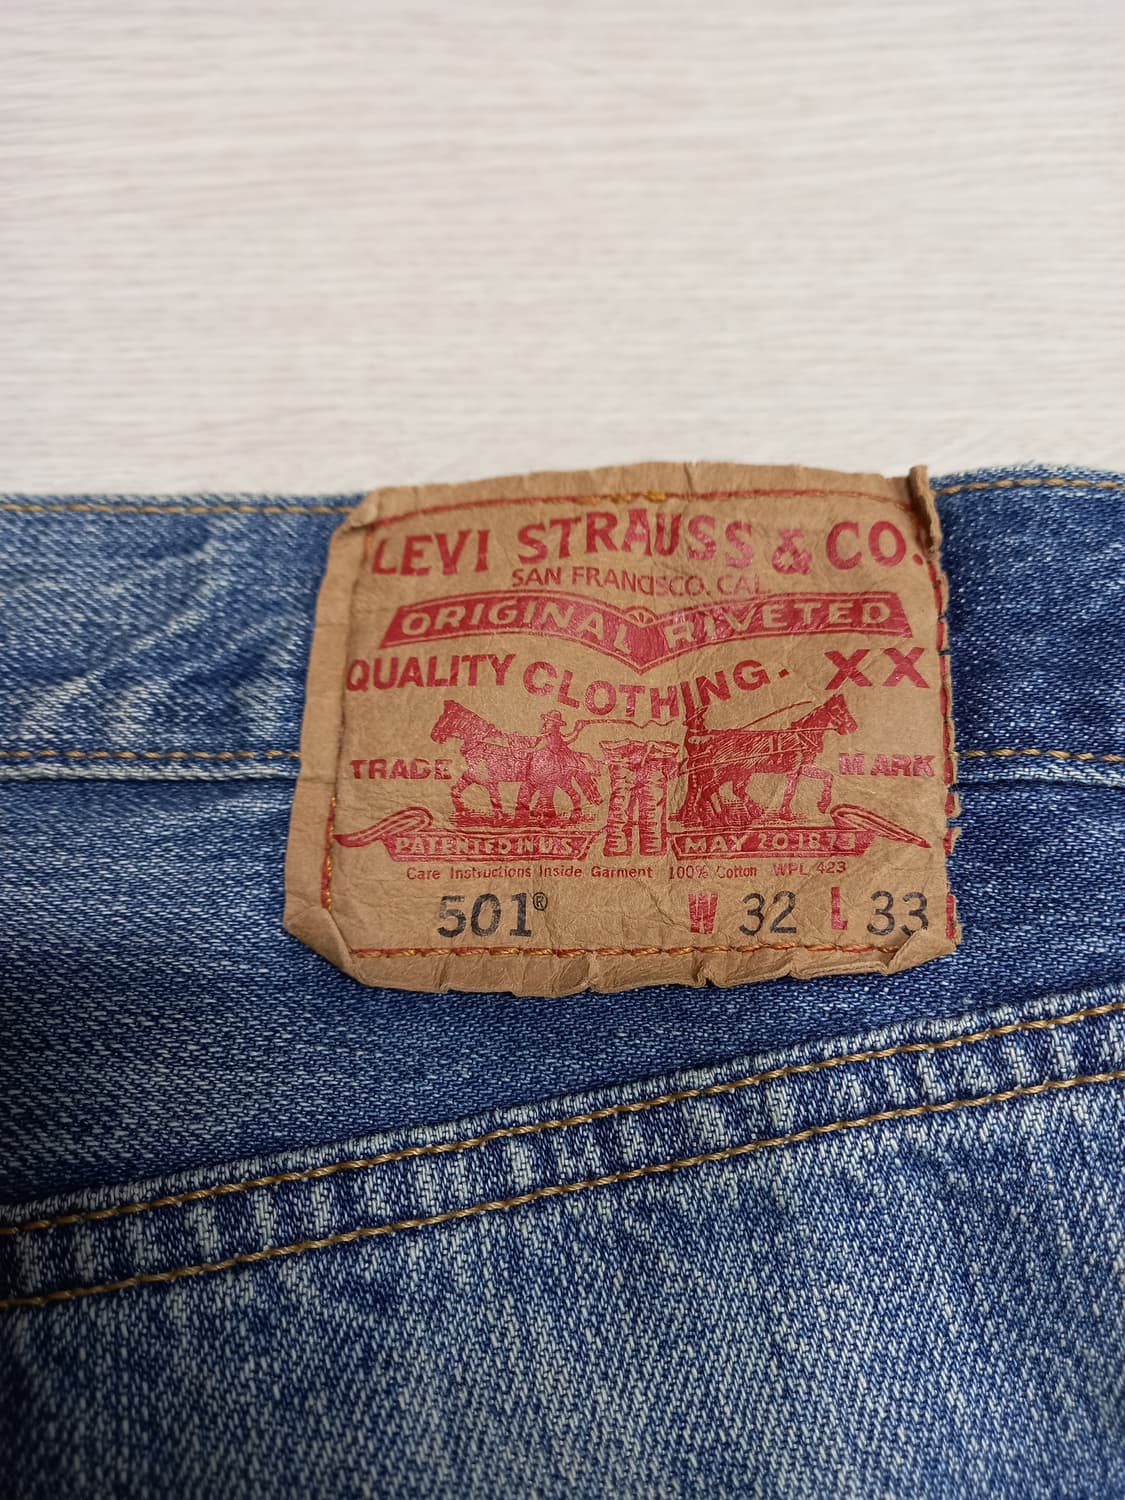 LEVI STRAUSS & CO.
SAN FRANCISCO, CAL.
ORIGINAL RIVETED
QUALITY CLOTHING. XX
TRADE MARK
PATENTED IN U.S. MAY 20 1873
Care Instructions Inside Garment 100% Cotton WPL 423
501® W 32 L 33